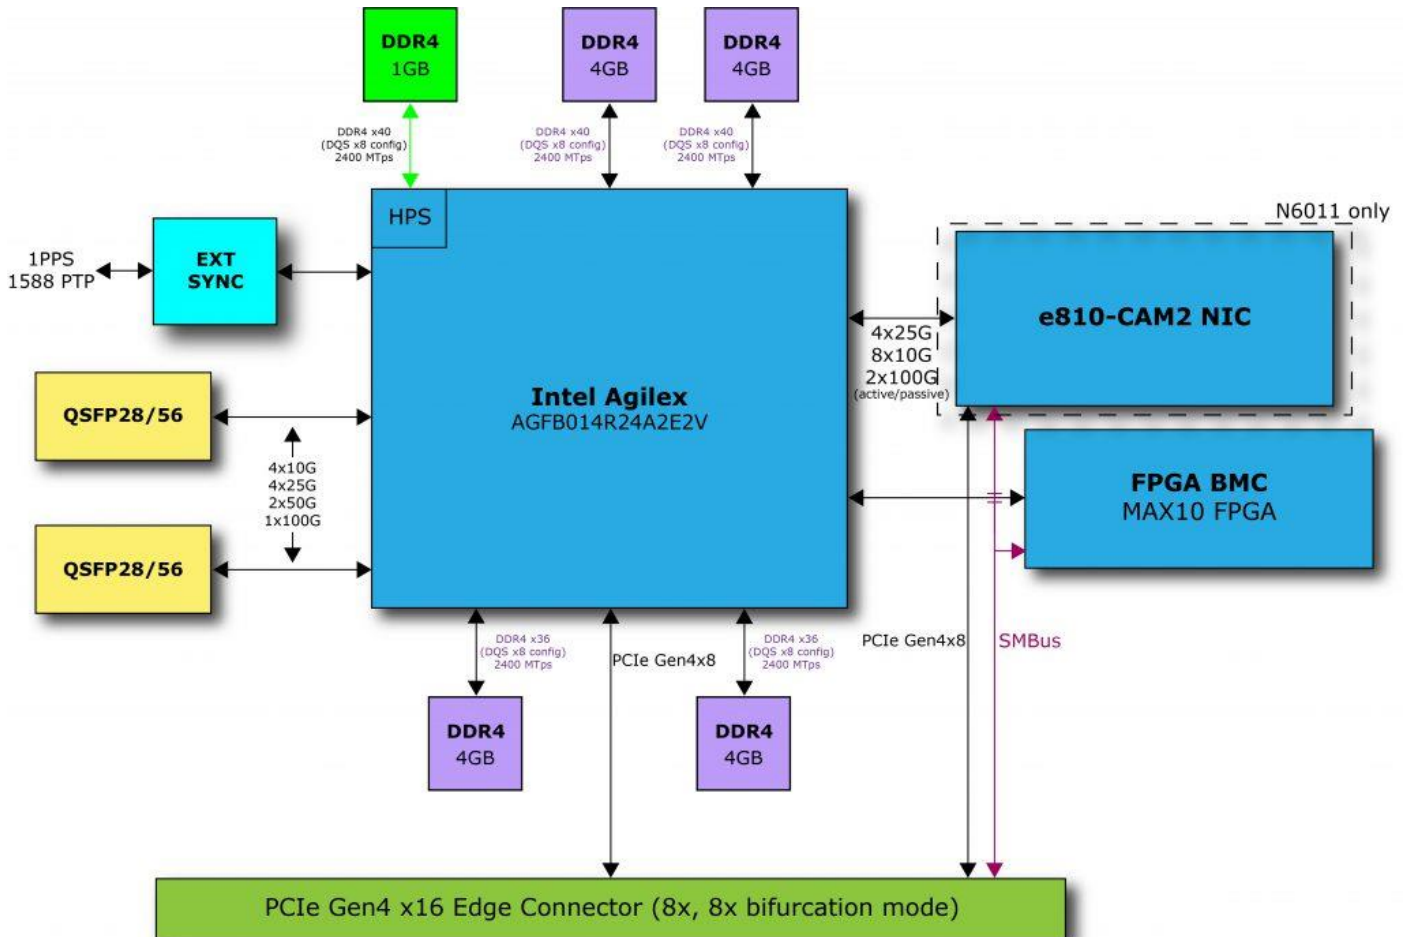 DDR4
1GB
DDR4
4GB
DDR4
4GB
DDR4 x40
(DQS x8 config)
2400 MTps
DDR4 x40
(DQS x8 config)
2400 MTps
DDR4 x40
(DQS x8 config)
2400 MTps
HPS
N6011 only
1PPS
1588 PTP
EXT
SYNC
e810-CAM2 NIC
4x25G
8x10G
2x100G
(active/passive)
Intel Agilex
AGFB014R24A2E2V
QSFP28/56
4x10G
4x25G
2x50G
1x100G
QSFP28/56
FPGA BMC
MAX10 FPGA
DDR4 x36
(DQS x8 config)
2400 MTps
PCIe Gen4x8
DDR4 x36
(DQS x8 config)
2400 MTps
PCIe Gen4x8
SMBus
DDR4
4GB
DDR4
4GB
PCIe Gen4 x16 Edge Connector (8x, 8x bifurcation mode)